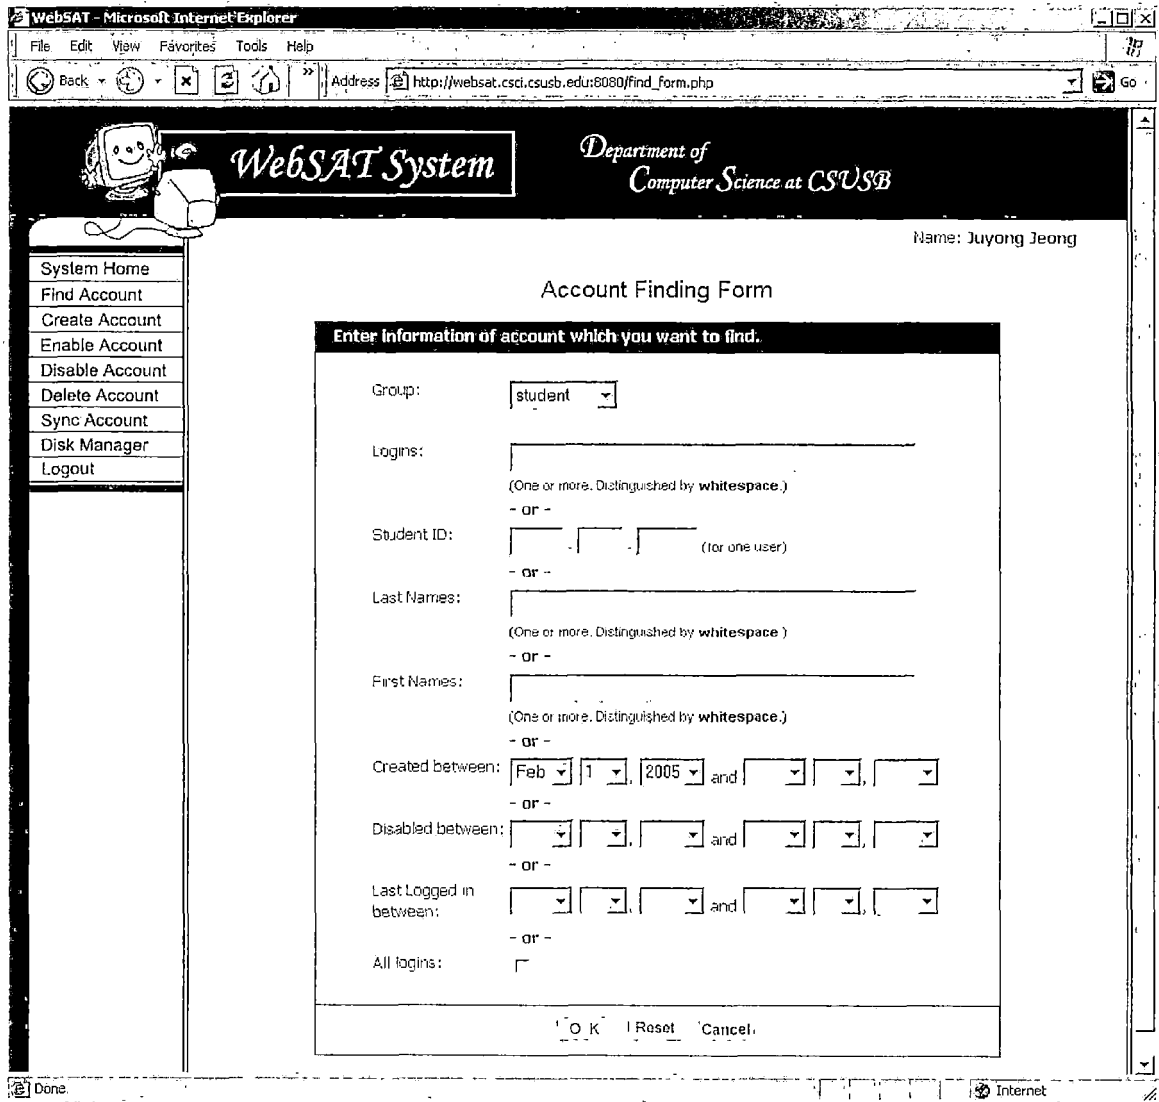 WebSAT - Microsoft Internet Explorer
File Edit View Favorites Tools Help
Back » Address http://websat.csci.csusb.edu:8080/find_form.php Go
WebSAT System
Department of
Computer Science at CSUSB
Name: Juyong Jeong
System Home
Find Account
Create Account
Enable Account
Disable Account
Delete Account
Sync Account
Disk Manager
Logout
Account Finding Form
Enter information of account which you want to find.
Group: student
Logins:
(One or more. Distinguished by whitespace.)
- or -
Student ID: - - (for one user)
- or -
Last Names:
(One or more. Distinguished by whitespace.)
- or -
First Names:
(One or more. Distinguished by whitespace.)
- or -
Created between: Feb 1 , 2005 and ,
- or -
Disabled between: , and ,
- or -
Last Logged in
between: , and ,
- or -
All logins:
O K Reset Cancel
Done. Internet